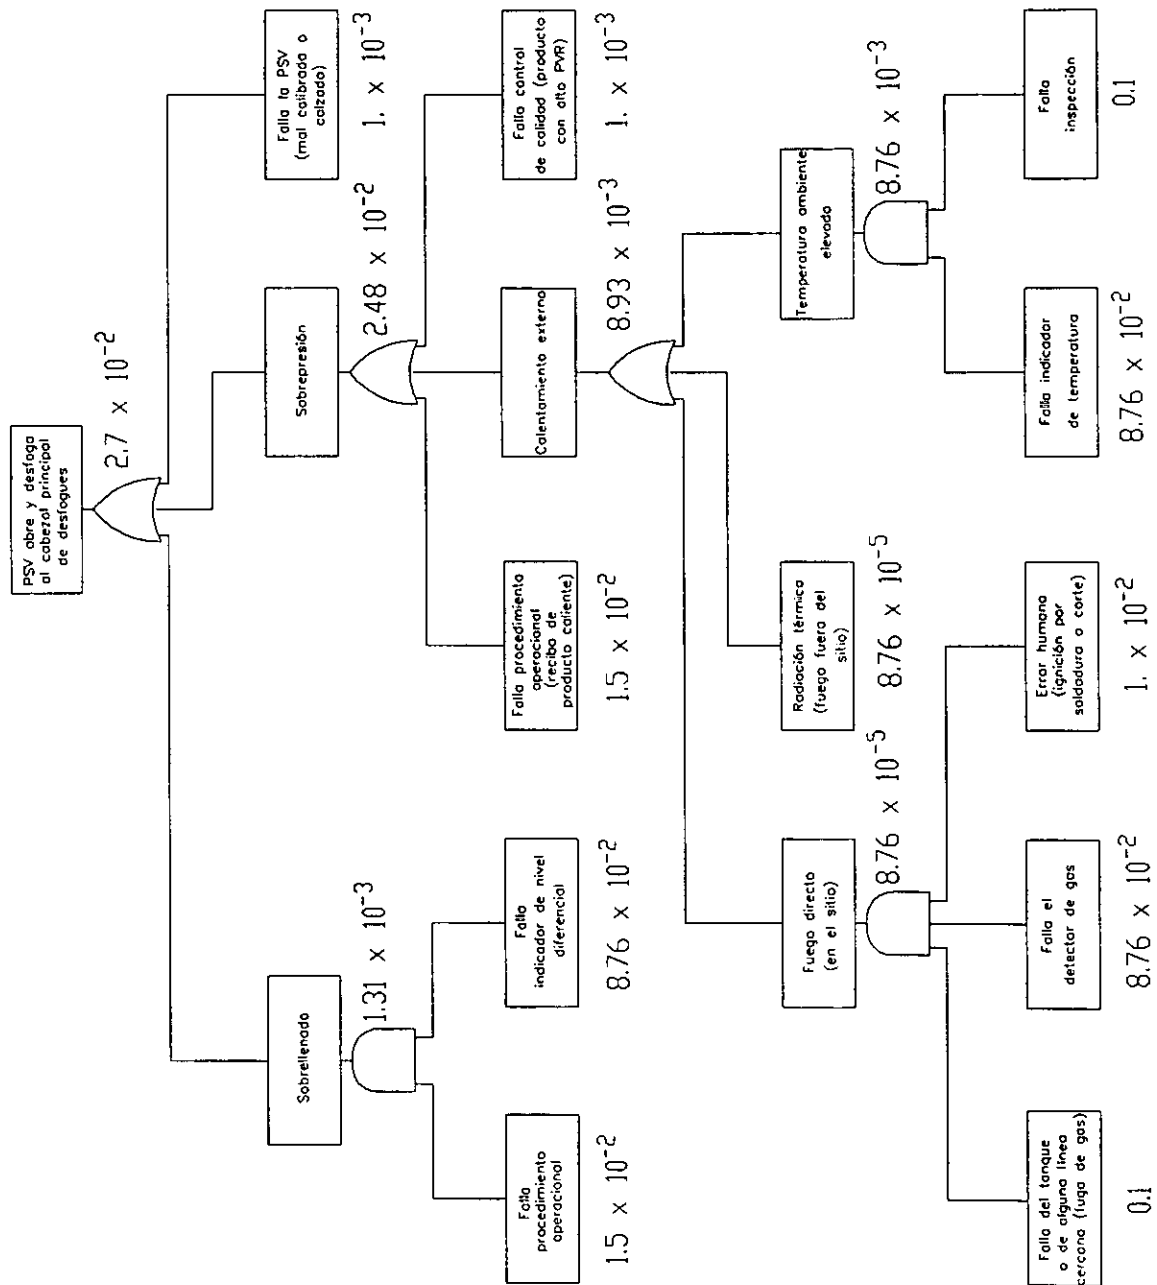 PSV abre y desfoga
al cabezal principal
de desfogues
2.7 x 10⁻²
Sobrellenado
1.31 x 10⁻³
Sobrepresión
2.48 x 10⁻²
Falla la PSV
(mal calibrada o
calzado)
1. x 10⁻³
Falla
procedimiento
operacional
1.5 x 10⁻²
Falla
indicador de nivel
diferencial
8.76 x 10⁻²
Falla procedimiento
operacional
(recibo de
producto caliente)
1.5 x 10⁻²
Calentamiento externo
8.93 x 10⁻³
Falla control
de calidad (producto
con alto PVR)
1. x 10⁻³
Fuego directo
(en el sitio)
8.76 x 10⁻⁵
Radiación térmica
(fuego fuera del
sitio)
8.76 x 10⁻⁵
Temperatura ambiente
elevada
8.76 x 10⁻³
Falla del tanque
o de alguna línea
cercana (fuga de gas)
0.1
Falla el
detector de gas
8.76 x 10⁻²
Error humano
(ignición por
soldadura o corte)
1. x 10⁻²
Falla indicador
de temperatura
8.76 x 10⁻²
Falla
inspección
0.1